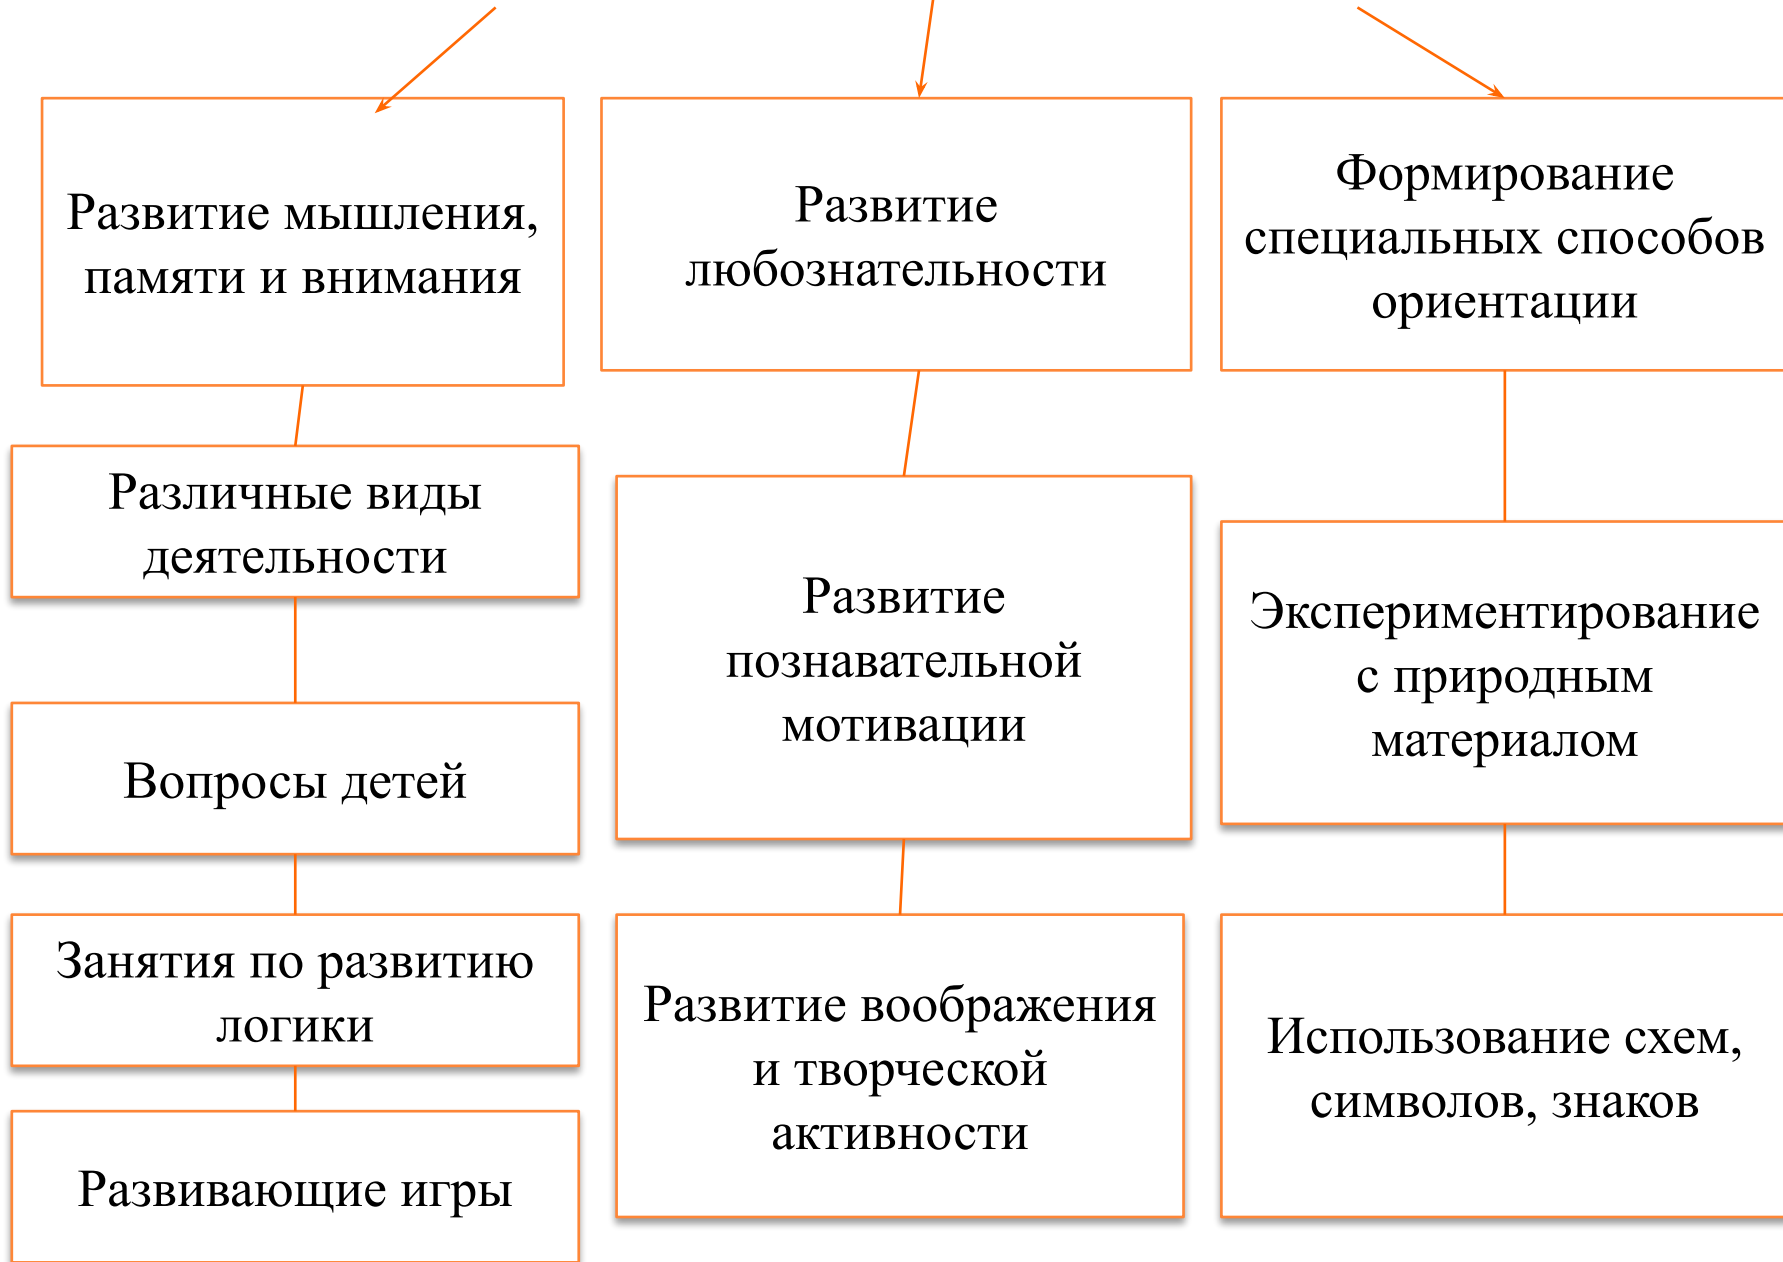 Развитие мышления,
памяти и внимания
Различные виды
деятельности
Вопросы детей
Занятия по развитию
логики
Развивающие игры
Развитие
любознательности
Развитие
познавательной
мотивации
Развитие воображения
и творческой
активности
Формирование
специальных способов
ориентации
Экспериментирование
с природным
материалом
Использование схем,
символов, знаков